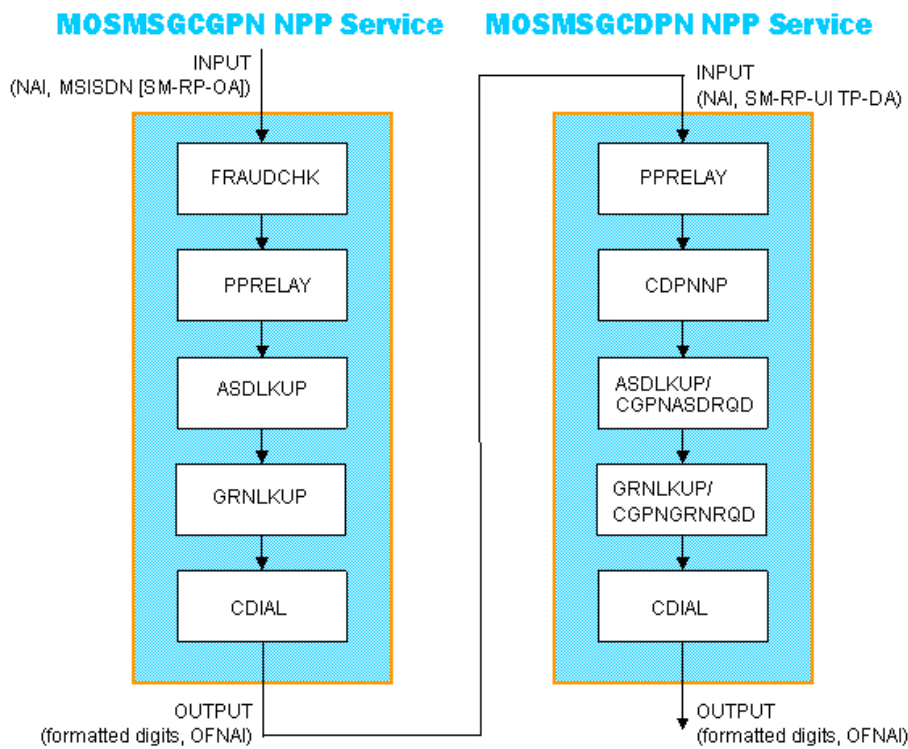 MOSMSGCGPN NPP Service
INPUT
(NAI, MSISDN [SM-RP-OA])
FRAUDCHK
PPRELAY
ASDLKUP
GRNLKUP
CDIAL
OUTPUT
(formatted digits, OFNAI)
MOSMSGCDPN NPP Service
INPUT
(NAI, SM-RP-UI TP-DA)
PPRELAY
CDPNNP
ASDLKUP/
CGPNASDRQD
GRNLKUP/
CGPNGRNRQD
CDIAL
OUTPUT
(formatted digits, OFNAI)